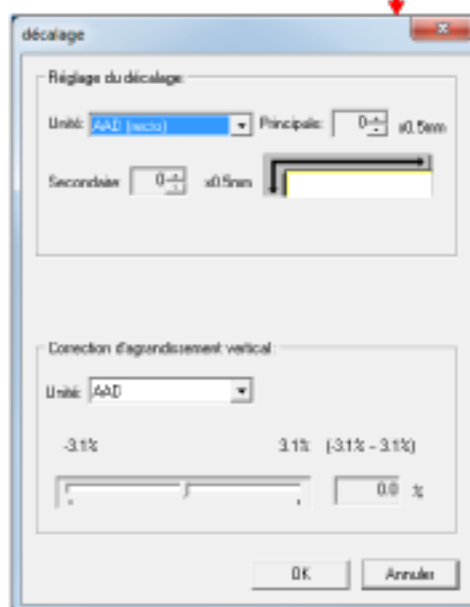 décalage
Réglage du décalage:
Unité: AAD (recto) Principale: 0 x0.5mm
Secondaire: 0 x0.5mm
Correction d'agrandissement vertical:
Unité: AAD
-3.1% 3.1% (-3.1% ~ 3.1%)
0.0 %
OK Annuler